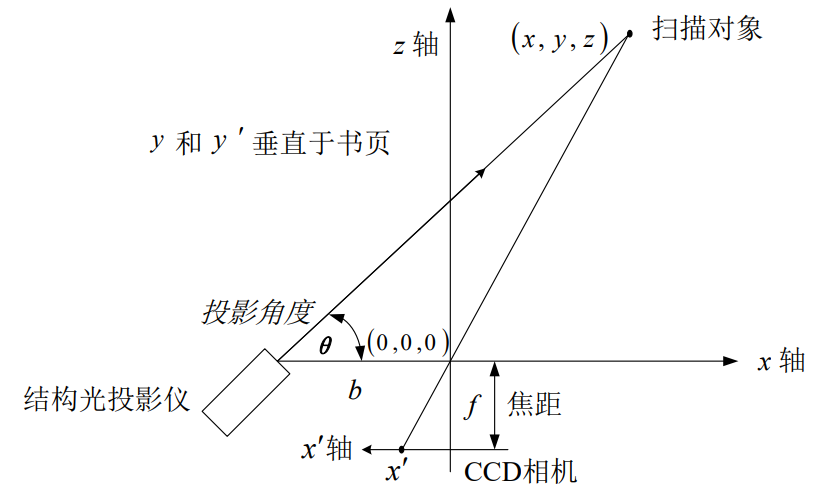 (x, y, z)
扫描对象
z 轴
y 和 y ′ 垂直于书页
投影角度
θ
(0,0,0)
x 轴
b
结构光投影仪
f 焦距
x′轴
x′
CCD相机